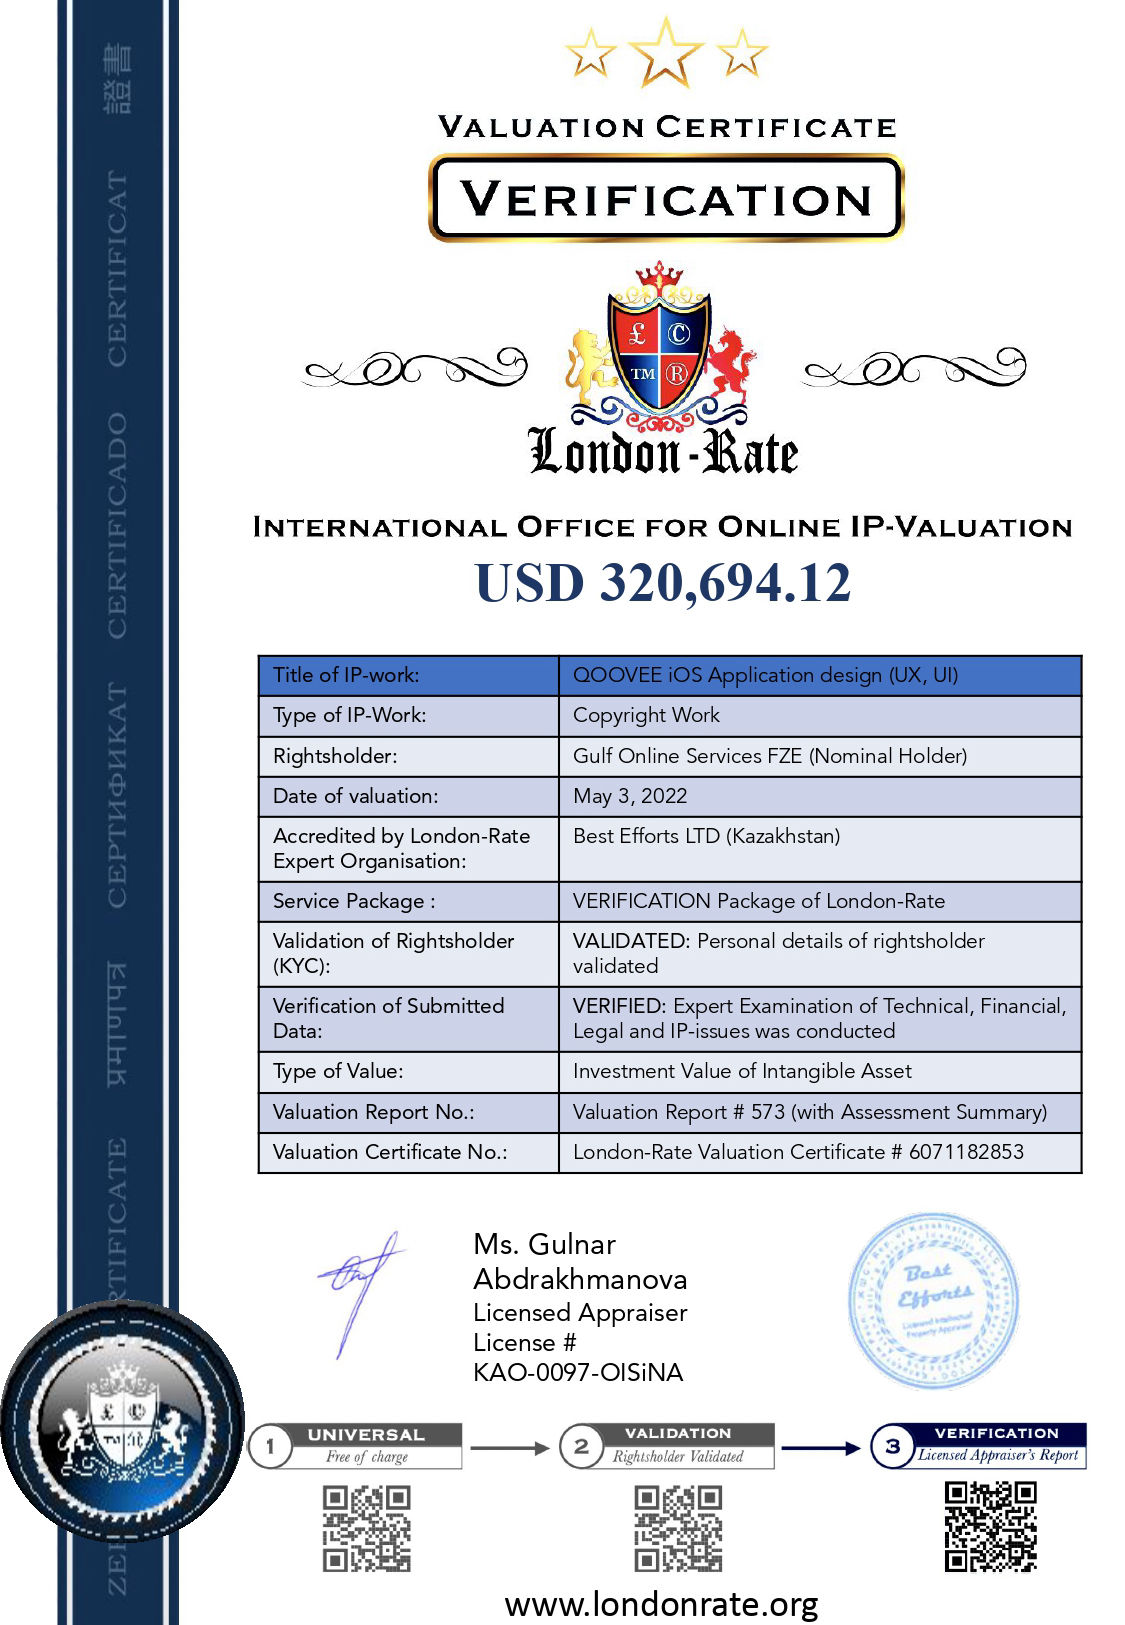 VALUATION CERTIFICATE
VERIFICATION
£ ©
TM ®
London-Rate
INTERNATIONAL OFFICE FOR ONLINE IP-VALUATION
USD 320,694.12
Title of IP-work: QOOVEE iOS Application design (UX, UI)
Type of IP-Work: Copyright Work
Rightsholder: Gulf Online Services FZE (Nominal Holder)
Date of valuation: May 3, 2022
Accredited by London-Rate Expert Organisation: Best Efforts LTD (Kazakhstan)
Service Package : VERIFICATION Package of London-Rate
Validation of Rightsholder (KYC): VALIDATED: Personal details of rightsholder validated
Verification of Submitted Data: VERIFIED: Expert Examination of Technical, Financial, Legal and IP-issues was conducted
Type of Value: Investment Value of Intangible Asset
Valuation Report No.: Valuation Report # 573 (with Assessment Summary)
Valuation Certificate No.: London-Rate Valuation Certificate # 6071182853
Ms. Gulnar
Abdrakhmanova
Licensed Appraiser
License #
KAO-0097-OISiNA
Best
Efforts
Licensed Intellectual
Property Appraiser
1 UNIVERSAL
Free of charge
2 VALIDATION
Rightsholder Validated
3 VERIFICATION
Licensed Appraiser's Report
www.londonrate.org
證書
CERTIFICAT
CERTIFICADO
СЕРТИФИКАТ
प्रमाणपत्र
RTIFICATE
ZE